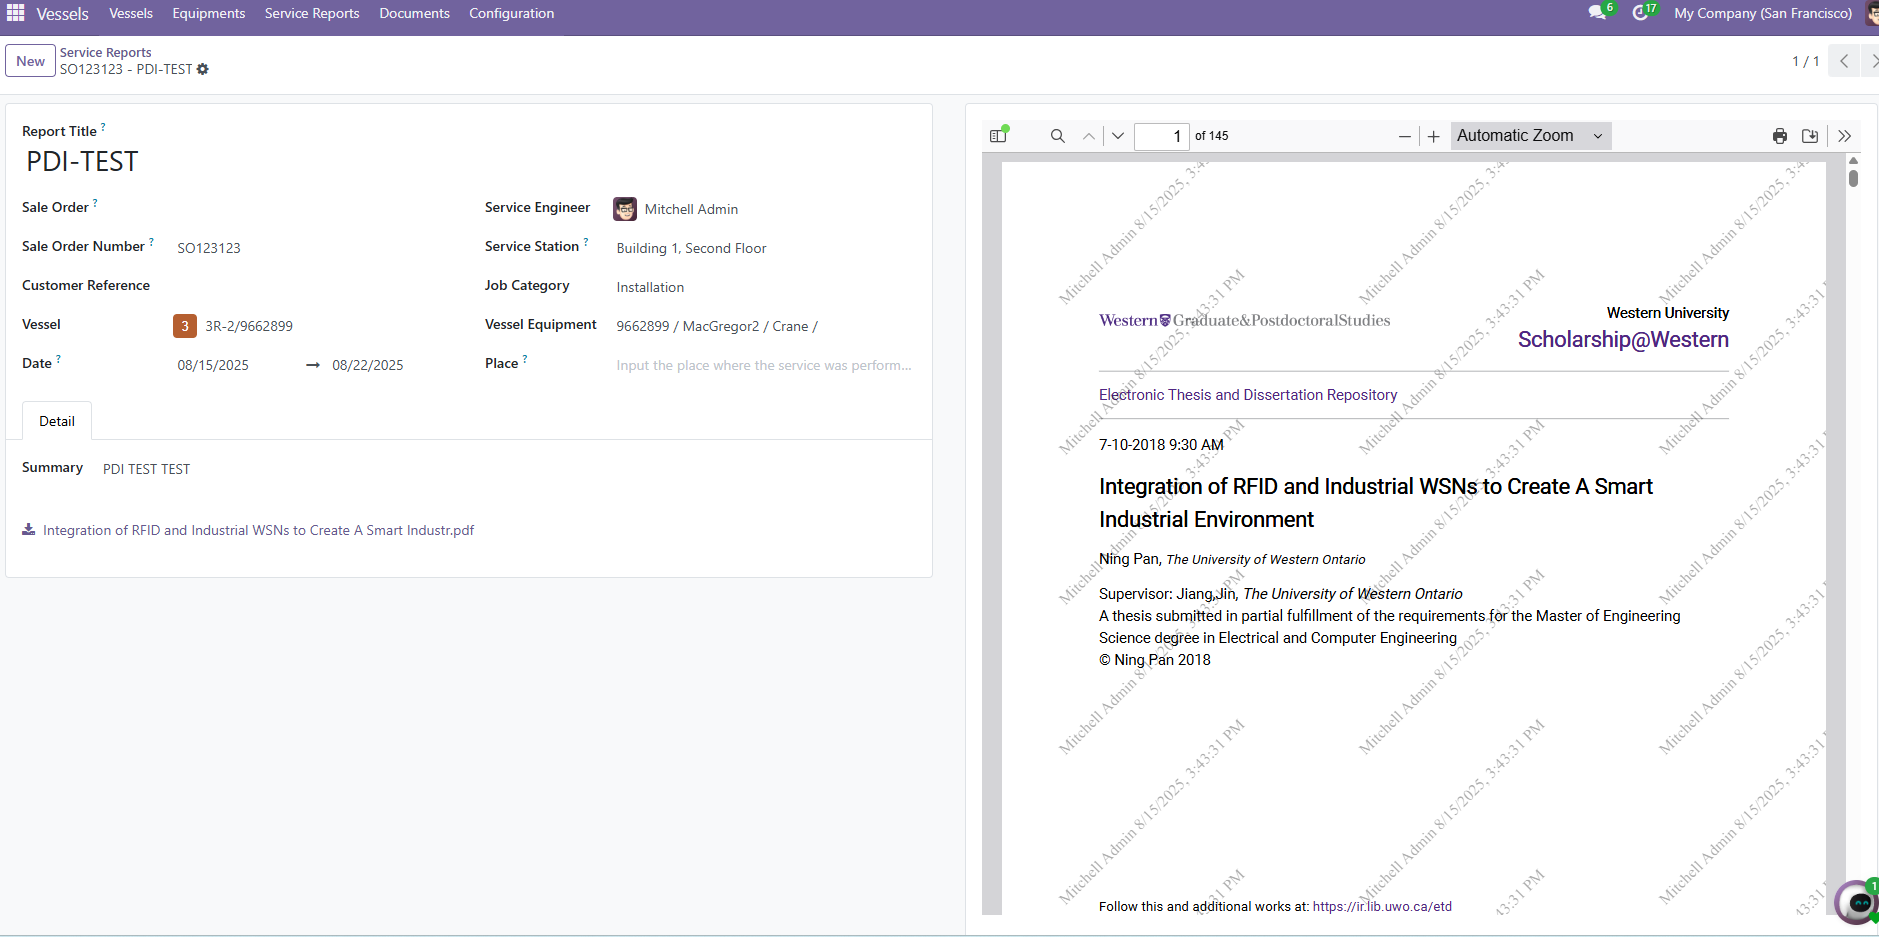 Vessels Vessels Equipments Service Reports Documents Configuration 6 17 My Company (San Francisco)
New
Service Reports
SO123123 - PDI-TEST
1 / 1
Report Title ?
PDI-TEST
Sale Order ?
Sale Order Number ? SO123123
Customer Reference
Vessel 3 3R-2/9662899
Date ? 08/15/2025 → 08/22/2025
Service Engineer Mitchell Admin
Service Station ? Building 1, Second Floor
Job Category Installation
Vessel Equipment 9662899 / MacGregor2 / Crane /
Place ? Input the place where the service was perform...
Detail
Summary PDI TEST TEST
Integration of RFID and Industrial WSNs to Create A Smart Industr.pdf
1 of 145 Automatic Zoom
Western Graduate&PostdoctoralStudies
Western University
Scholarship@Western
Electronic Thesis and Dissertation Repository
7-10-2018 9:30 AM
Integration of RFID and Industrial WSNs to Create A Smart
Industrial Environment
Ning Pan, The University of Western Ontario
Supervisor: Jiang,Jin, The University of Western Ontario
A thesis submitted in partial fulfillment of the requirements for the Master of Engineering
Science degree in Electrical and Computer Engineering
© Ning Pan 2018
Follow this and additional works at: https://ir.lib.uwo.ca/etd
Mitchell Admin 8/15/2025, 3:43:31 PM
1